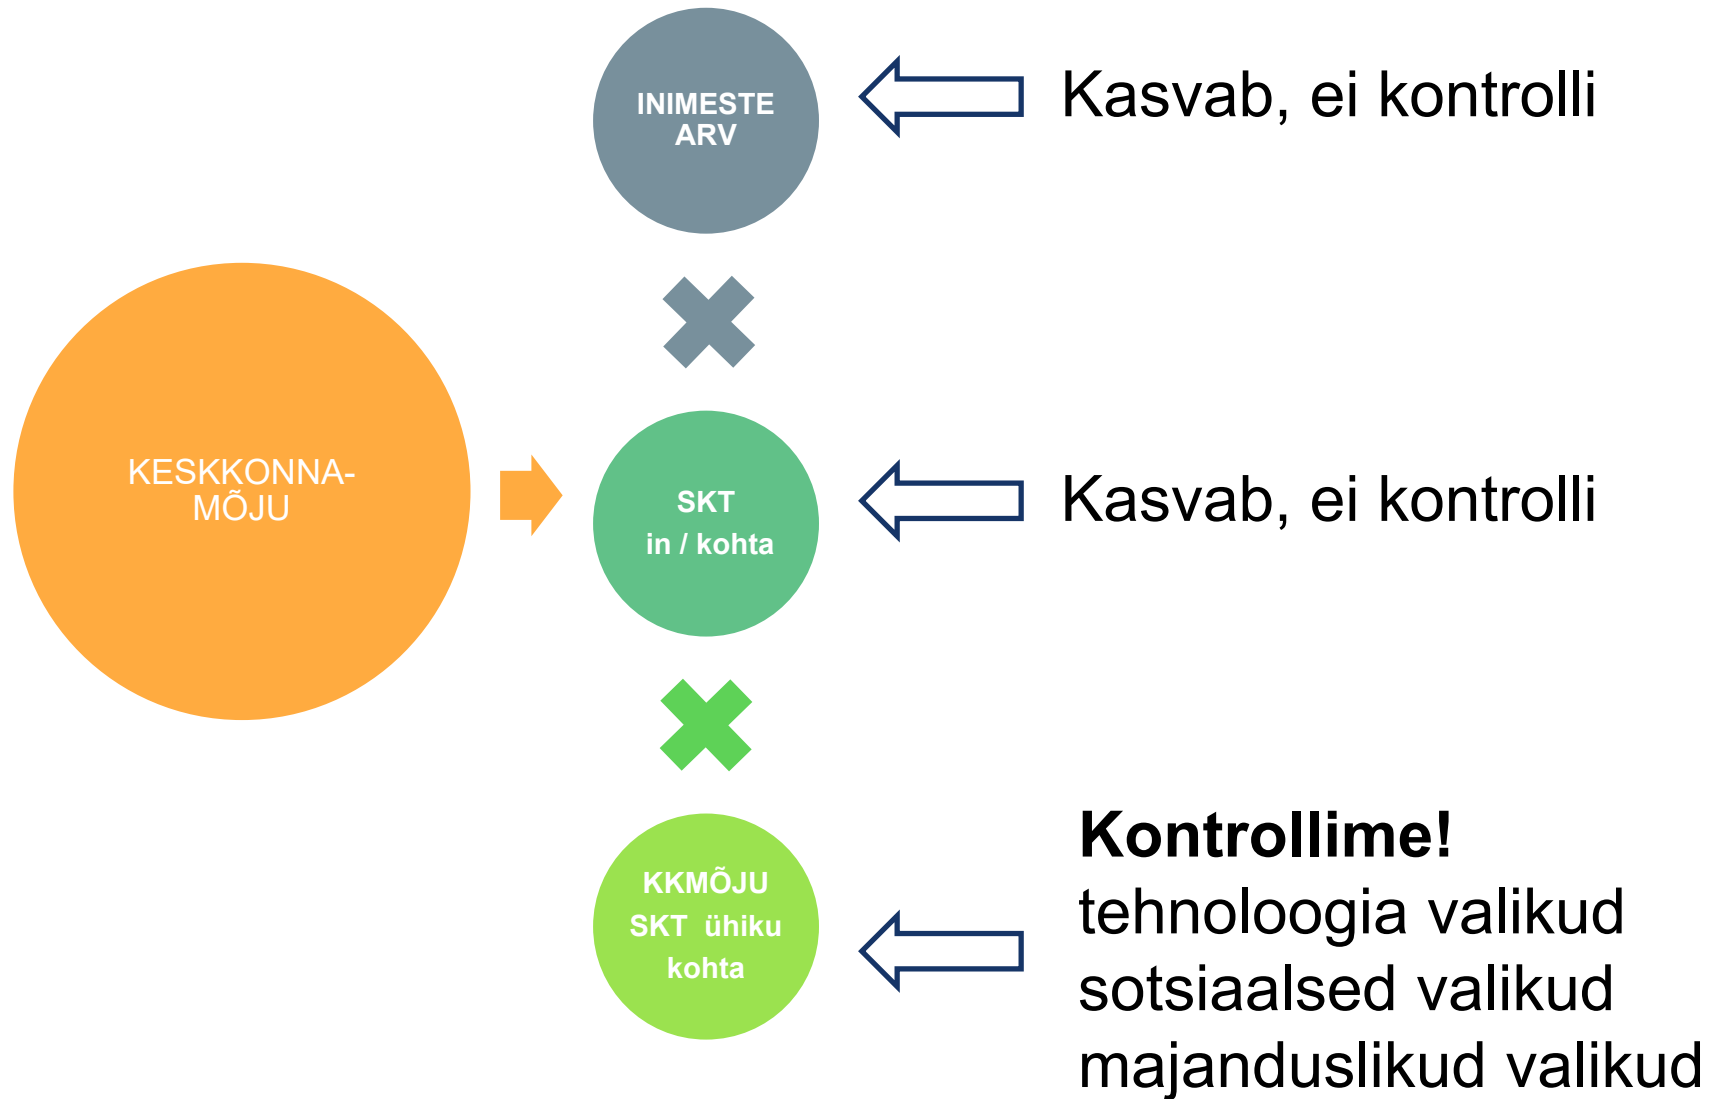 INIMESTE
ARV
Kasvab, ei kontrolli
KESKKONNA-
MÕJU
SKT
in / kohta
Kasvab, ei kontrolli
KKMÕJU
SKT ühiku
kohta
Kontrollime!
tehnoloogia valikud
sotsiaalsed valikud
majanduslikud valikud